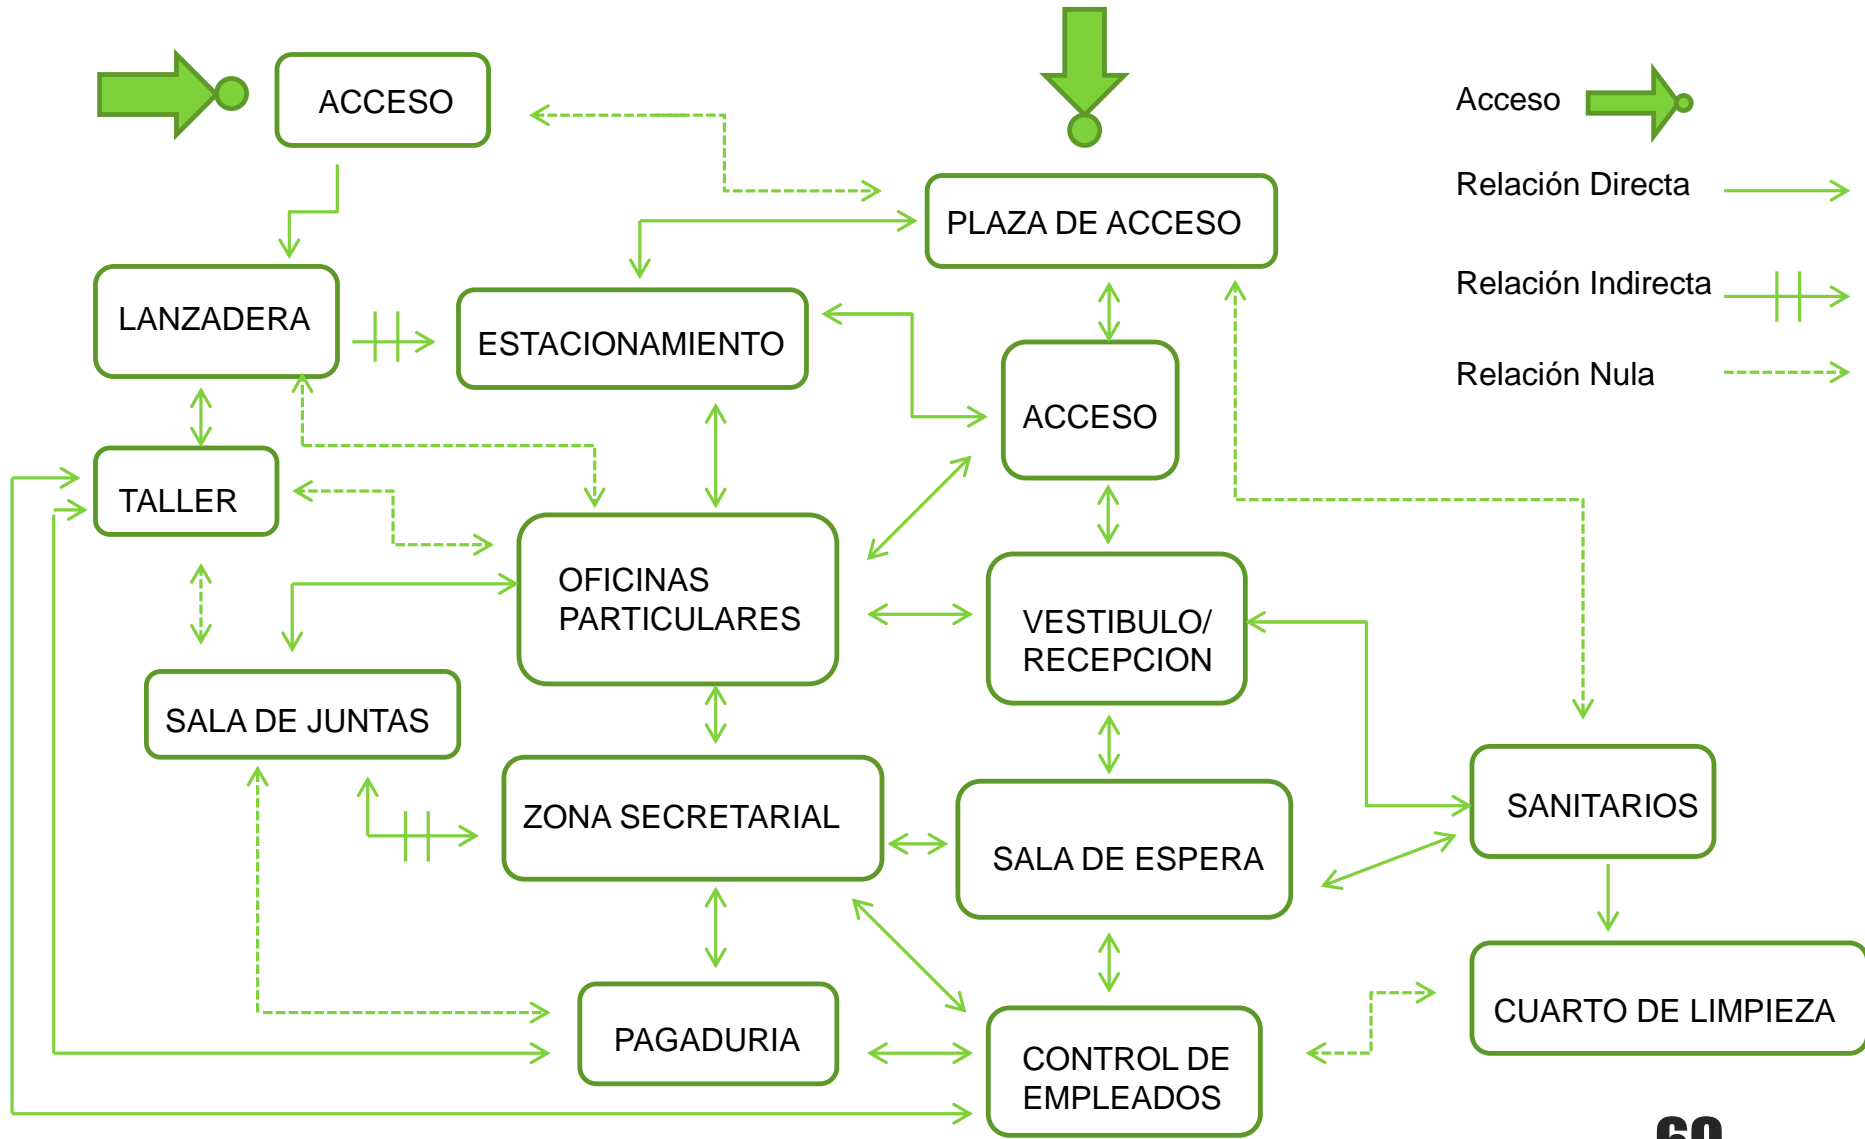 ACCESO
PLAZA DE ACCESO
LANZADERA
ESTACIONAMIENTO
ACCESO
TALLER
OFICINAS
PARTICULARES
VESTIBULO/
RECEPCION
SALA DE JUNTAS
ZONA SECRETARIAL
SALA DE ESPERA
SANITARIOS
PAGADURIA
CONTROL DE
EMPLEADOS
CUARTO DE LIMPIEZA
Acceso
Relación Directa
Relación Indirecta
Relación Nula